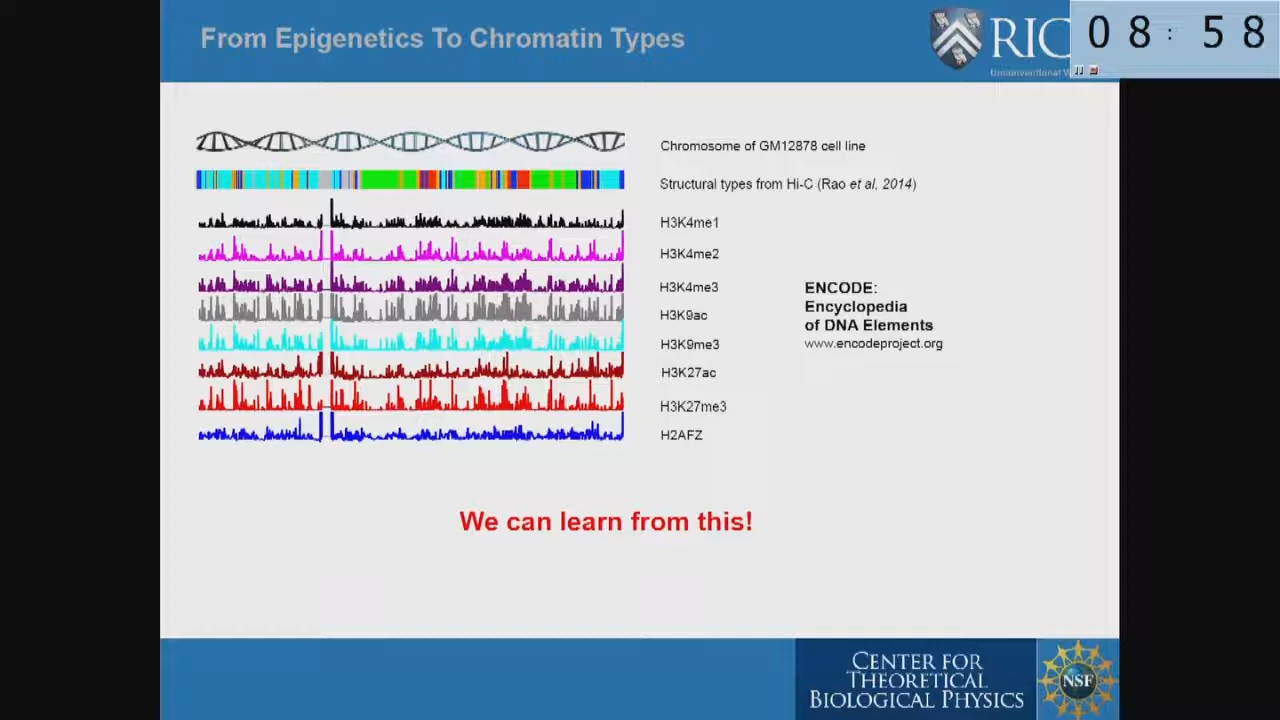 From Epigenetics To Chromatin Types
RIC
08:58
Chromosome of GM12878 cell line
Structural types from Hi-C (Rao et al, 2014)
H3K4me1
H3K4me2
H3K4me3
H3K9ac
H3K9me3
H3K27ac
H3K27me3
H2AFZ
ENCODE:
Encyclopedia
of DNA Elements
www.encodeproject.org
We can learn from this!
CENTER FOR
THEORETICAL
BIOLOGICAL PHYSICS
NSF